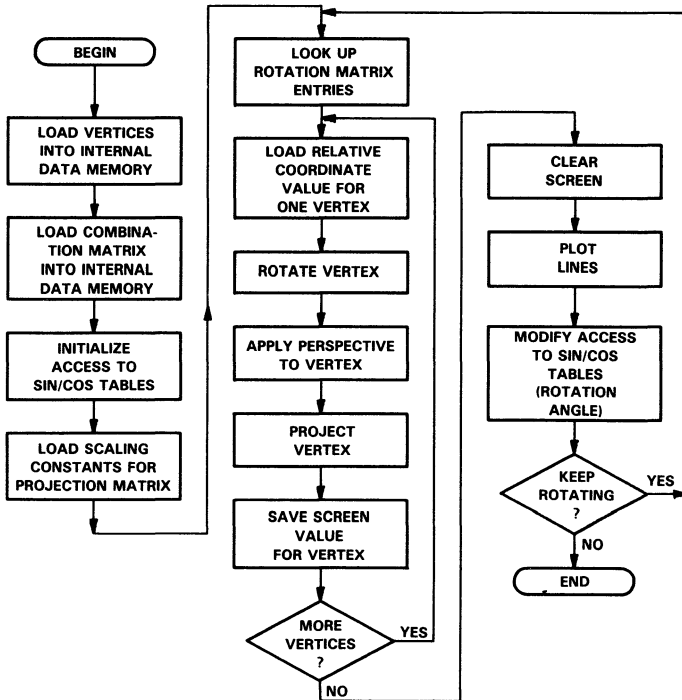 BEGIN
LOAD VERTICES
INTO INTERNAL
DATA MEMORY
LOAD COMBINA-
TION MATRIX
INTO INTERNAL
DATA MEMORY
INITIALIZE
ACCESS TO
SIN/COS TABLES
LOAD SCALING
CONSTANTS FOR
PROJECTION MATRIX
LOOK UP
ROTATION MATRIX
ENTRIES
LOAD RELATIVE
COORDINATE
VALUE FOR
ONE VERTEX
ROTATE VERTEX
APPLY PERSPECTIVE
TO VERTEX
PROJECT
VERTEX
SAVE SCREEN
VALUE
FOR VERTEX
MORE
VERTICES
?
YES
NO
CLEAR
SCREEN
PLOT
LINES
MODIFY ACCESS
TO SIN/COS
TABLES
(ROTATION
ANGLE)
KEEP
ROTATING
?
YES
NO
END